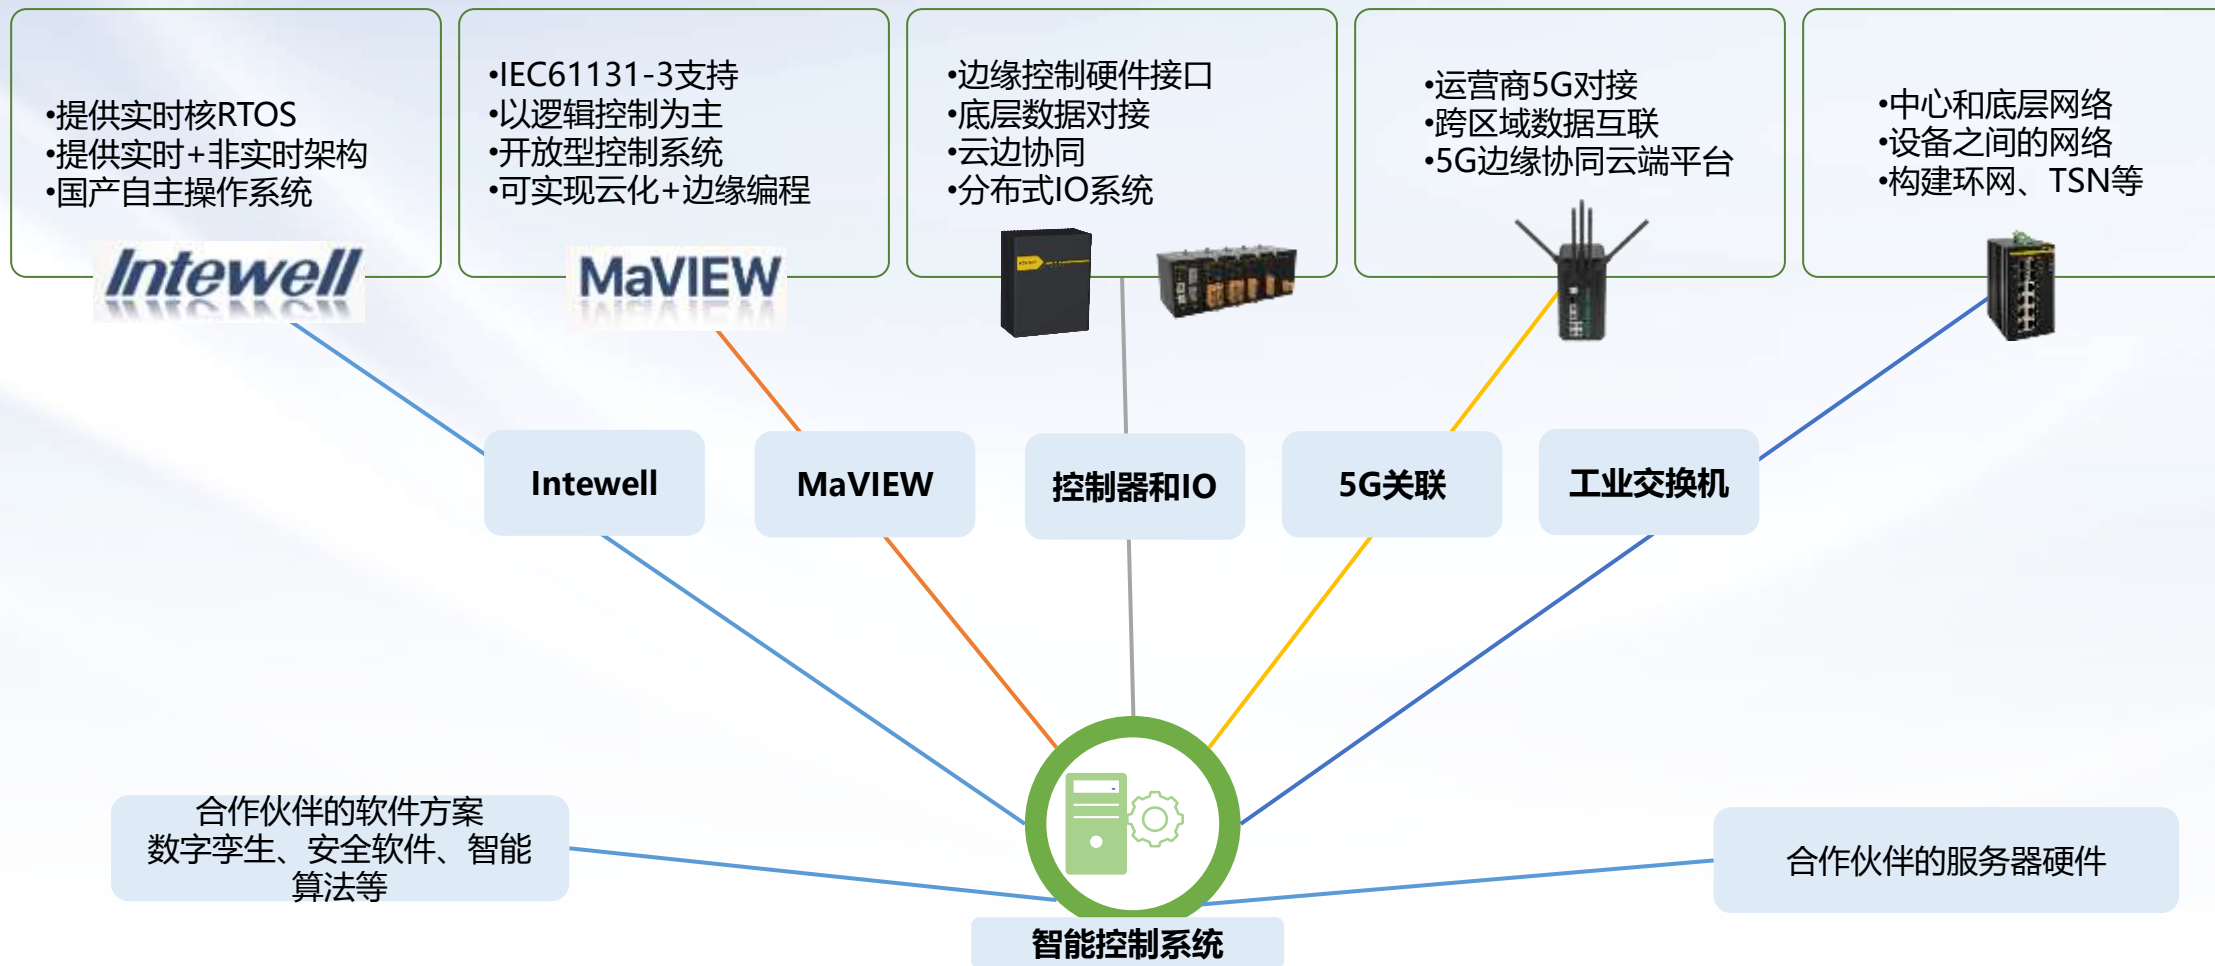 •提供实时核RTOS
•提供实时+非实时架构
•国产自主操作系统
Intewell
•IEC61131-3支持
•以逻辑控制为主
•开放型控制系统
•可实现云化+边缘编程
MaVIEW
•边缘控制硬件接口
•底层数据对接
•云边协同
•分布式IO系统
•运营商5G对接
•跨区域数据互联
•5G边缘协同云端平台
•中心和底层网络
•设备之间的网络
•构建环网、TSN等
Intewell
MaVIEW
控制器和IO
5G关联
工业交换机
合作伙伴的软件方案
数字孪生、安全软件、智能
算法等
合作伙伴的服务器硬件
智能控制系统